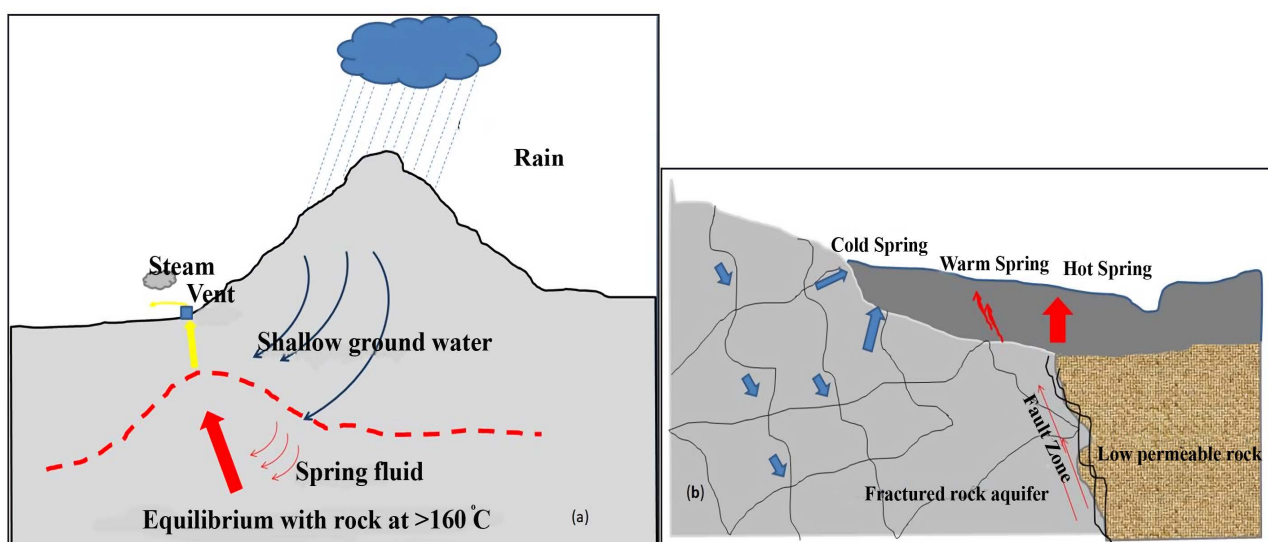 Rain
Steam
Vent
Shallow ground water
Spring fluid
Equilibrium with rock at >160 °C
(a)
Cold Spring
Warm Spring
Hot Spring
Fault Zone
Low permeable rock
Fractured rock aquifer
(b)